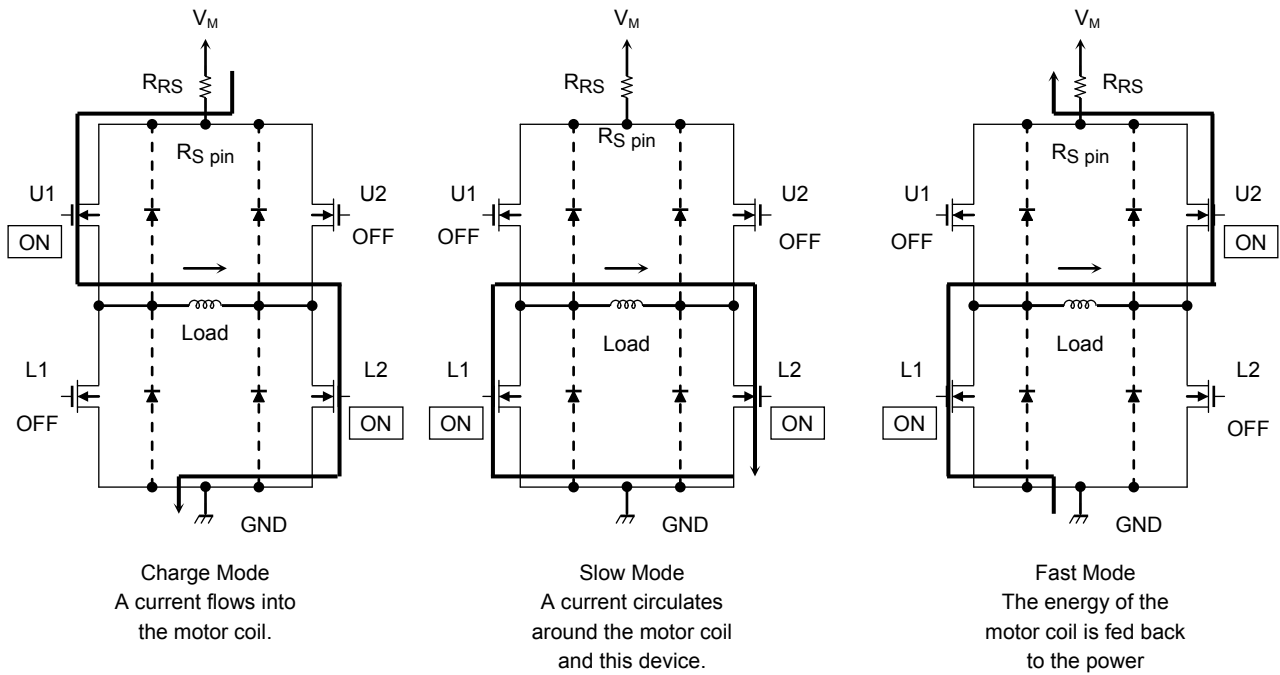 VM
RRS
RS pin
U1
U2
ON
OFF
Load
L1
L2
OFF
ON
GND
Charge Mode
A current flows into
the motor coil.
VM
RRS
RS pin
U1
U2
OFF
OFF
Load
L1
L2
ON
ON
GND
Slow Mode
A current circulates
around the motor coil
and this device.
VM
RRS
RS pin
U1
U2
OFF
ON
Load
L1
L2
ON
OFF
GND
Fast Mode
The energy of the
motor coil is fed back
to the power